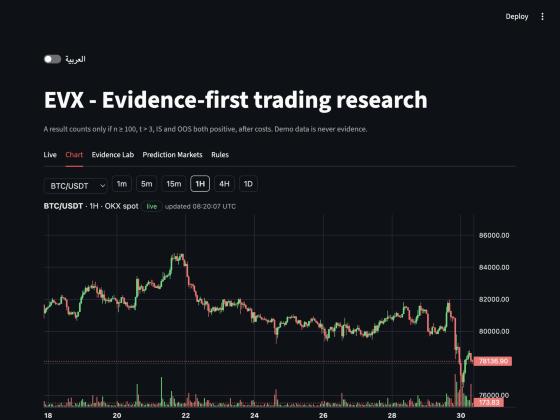 Deploy
العربية
EVX - Evidence-first trading research
A result counts only if n ≥ 100, t > 3, IS and OOS both positive, after costs. Demo data is never evidence.
Live Chart Evidence Lab Prediction Markets Rules
BTC/USDT 1m 5m 15m 1H 4H 1D
BTC/USDT · 1H · OKX spot live updated 08:20:07 UTC
86000.00
84000.00
82000.00
80000.00
78136.90
76000.00
173.83
18 20 22 24 26 28 30